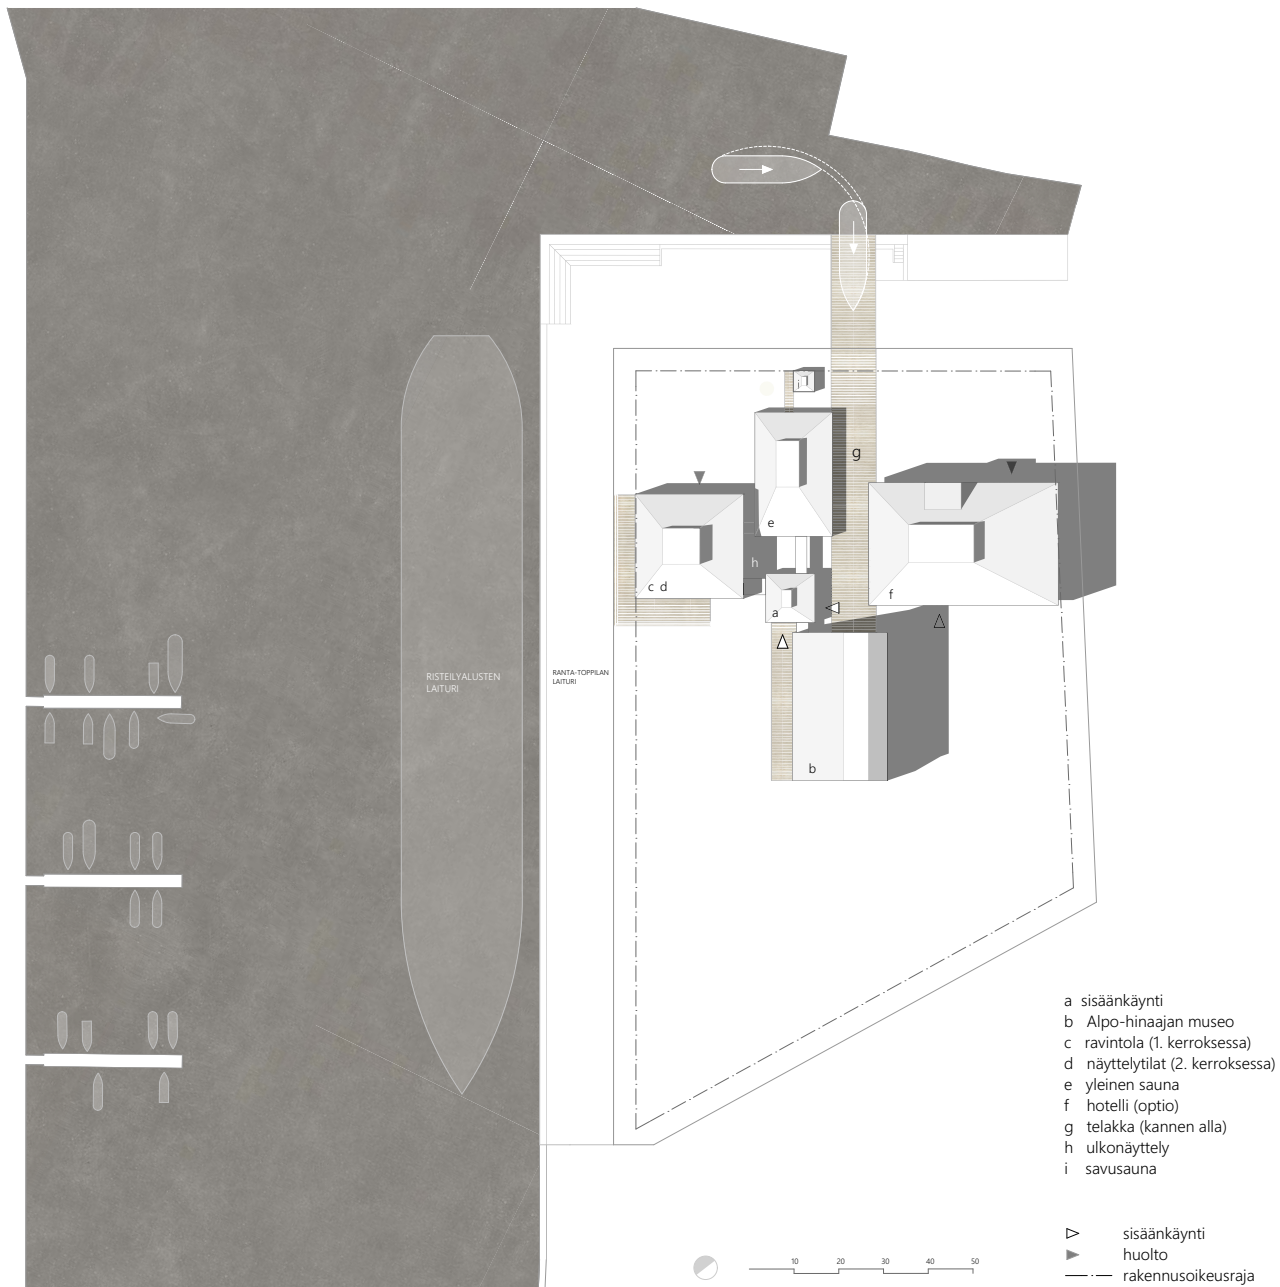 i
g
e
h
c d
a
f
RISTEILYALUSTEN
LAITURI
RANTA-TOPPILAN
LAITURI
b
a sisäänkäynti
b Alpo-hinaajan museo
c ravintola (1. kerroksessa)
d näyttelytilat (2. kerroksessa)
e yleinen sauna
f hotelli (optio)
g telakka (kannen alla)
h ulkonäyttely
i savusauna
sisäänkäynti
huolto
rakennusoikeusraja
10 20 30 40 50